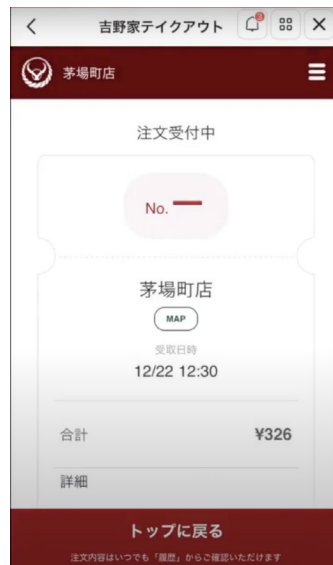 吉野家テイクアウト
3
茅場町店
注文受付中
No.
茅場町店
MAP
受取日時
12/22 12:30
合計 ¥326
詳細
トップに戻る
注文内容はいつでも「履歴」からご確認いただけます